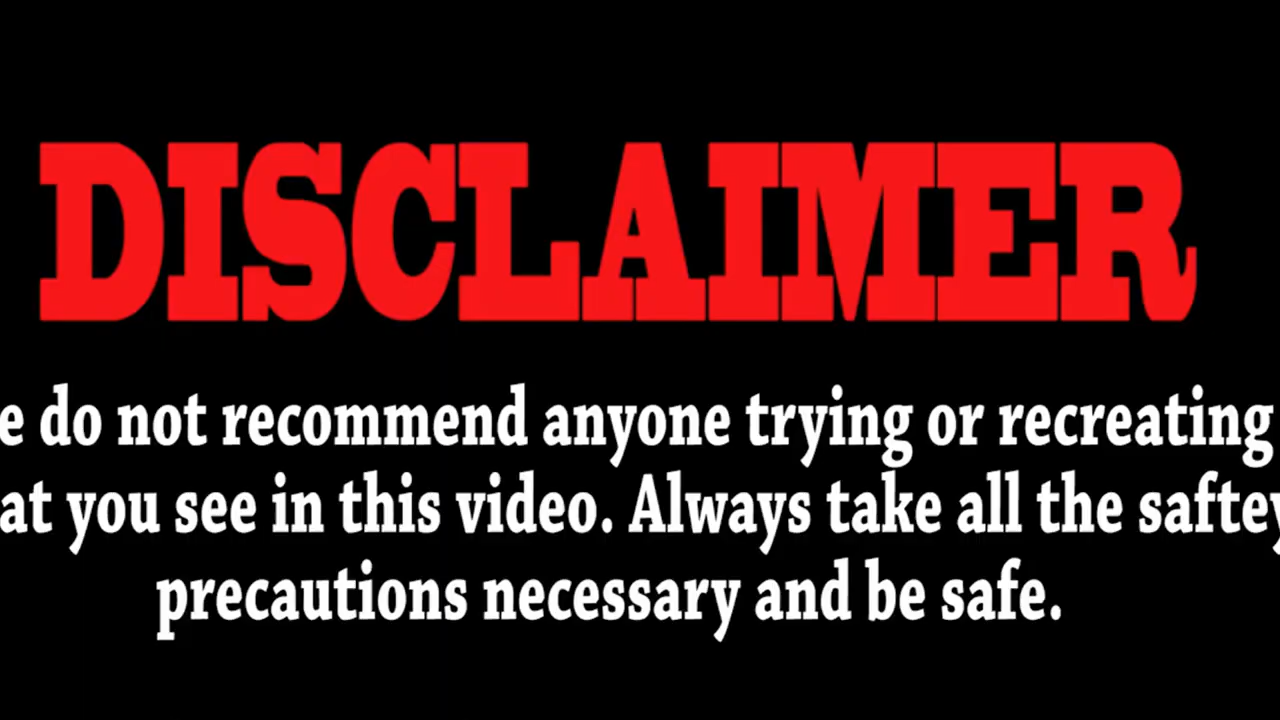 DISCLAIMER
e do not recommend anyone trying or recreating
at you see in this video. Always take all the saftey
precautions necessary and be safe.